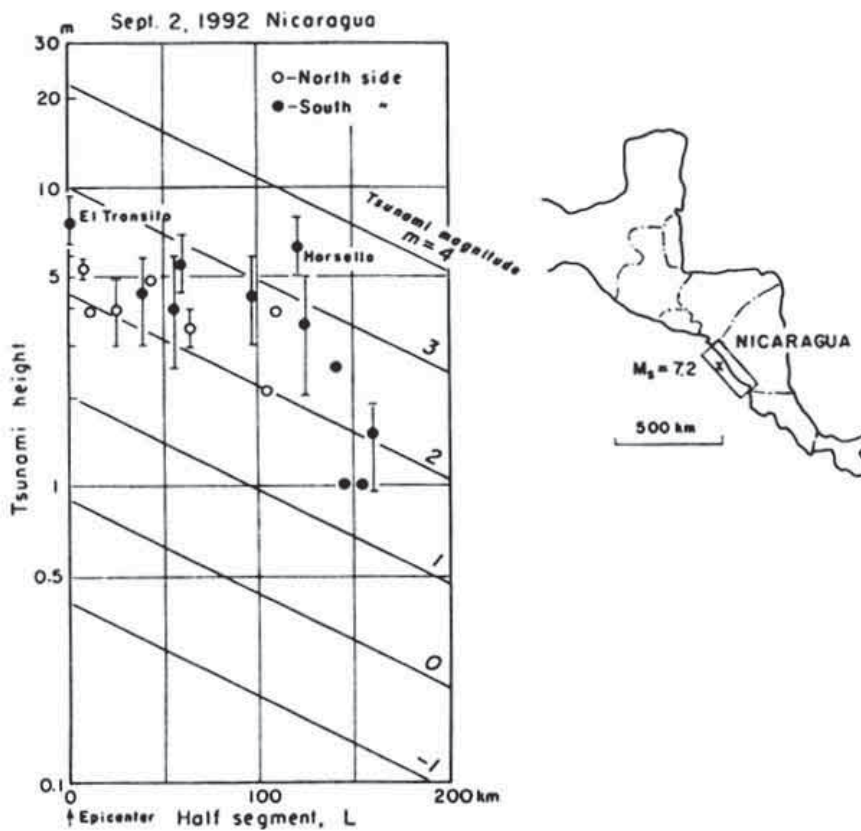 Sept. 2, 1992 Nicaragua
m
30
20
10
5
1
0.5
0.1
Tsunami height
○-North side
●-South 〃
El Transito
Marsella
Tsunami magnitude
m = 4
3
2
1
0
-1
0
100
200 km
↑Epicenter Half segment, L
NICARAGUA
Ms = 7.2
x
500 km